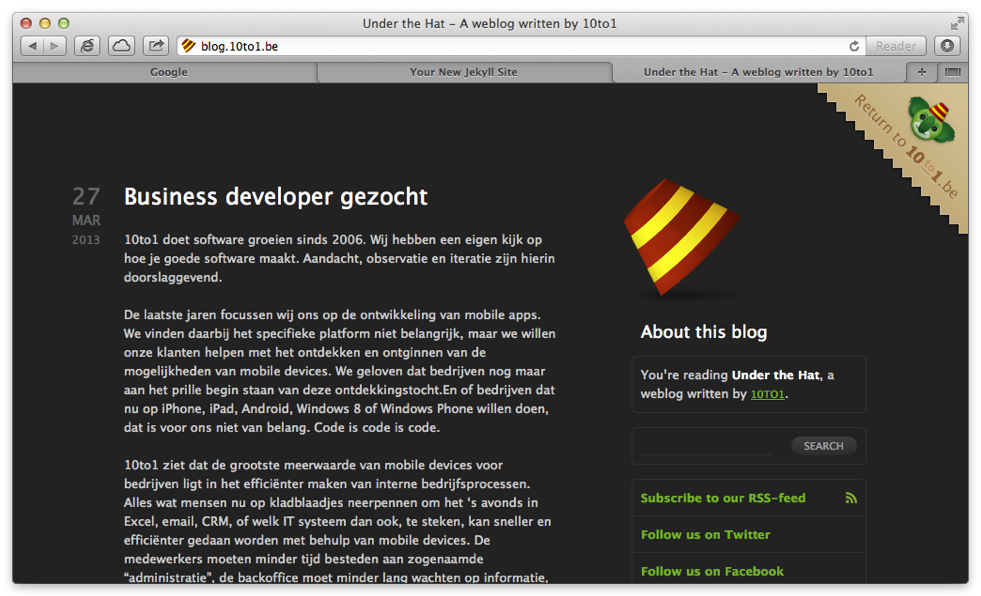 Under the Hat – A weblog written by 10to1
blog.10to1.be
Reader
Google
Your New Jekyll Site
Under the Hat – A weblog written by 10to1
Return to 10to1.be
27
MAR
2013
Business developer gezocht
10to1 doet software groeien sinds 2006. Wij hebben een eigen kijk op
hoe je goede software maakt. Aandacht, observatie en iteratie zijn hierin
doorslaggevend.
De laatste jaren focussen wij ons op de ontwikkeling van mobile apps.
We vinden daarbij het specifieke platform niet belangrijk, maar we willen
onze klanten helpen met het ontdekken en ontginnen van de
mogelijkheden van mobile devices. We geloven dat bedrijven nog maar
aan het prille begin staan van deze ontdekkingstocht.En of bedrijven dat
nu op iPhone, iPad, Android, Windows 8 of Windows Phone willen doen,
dat is voor ons niet van belang. Code is code is code.
10to1 ziet dat de grootste meerwaarde van mobile devices voor
bedrijven ligt in het efficiënter maken van interne bedrijfsprocessen.
Alles wat mensen nu op kladblaadjes neerpennen om het ‘s avonds in
Excel, email, CRM, of welk IT systeem dan ook, te steken, kan sneller en
efficiënter gedaan worden met behulp van mobile devices. De
medewerkers moeten minder tijd besteden aan zogenaamde
“administratie”, de backoffice moet minder lang wachten op informatie,
About this blog
You're reading Under the Hat, a
weblog written by 10TO1.
SEARCH
Subscribe to our RSS-feed
Follow us on Twitter
Follow us on Facebook